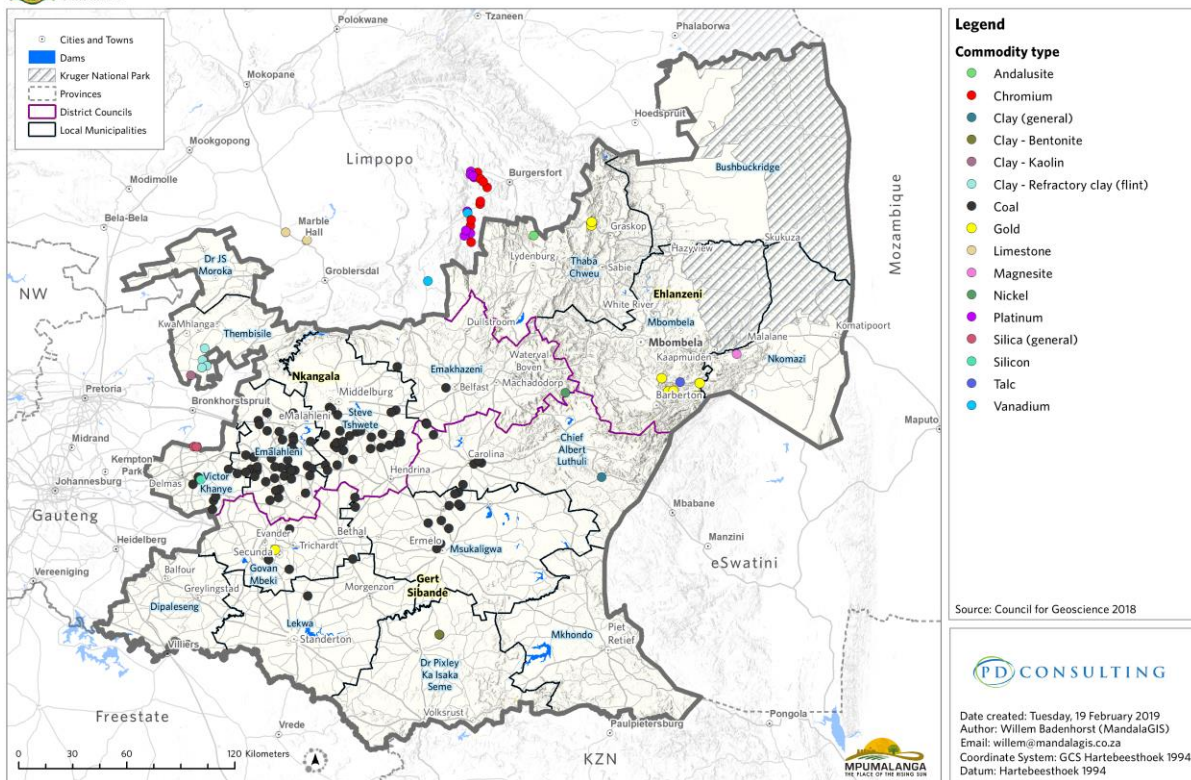 Cities and Towns
Dams
Kruger National Park
Provinces
District Councils
Local Municipalities
Polokwane
Tzaneen
Phalaborwa
Mokopane
Hoedspruit
Mookgopong
Limpopo
Bushbuckridge
Modimolle
Burgersfort
Bela-Bela
Marble
Hall
Graskop
Skukuza
Mozambique
Dr JS
Moroka
Groblersdal
Lydenburg
Thaba
Chweu
Sabie
Hazyview
NW
Ehlanzeni
KwaMhlanga
Thembisile
Dullstroom
White River
Mbombela
Komatipoort
Waterval
Boven
Mbombela
Malalane
Nkangala
Emakhazeni
Kaapmuiden
Nkomazi
Pretoria
Middelburg
Belfast
Machadodorp
Barberton
Bronkhorstspruit
eMalahleni
Steve
Tshwete
Maputo
Midrand
Emalahleni
Chief
Albert
Luthuli
Kempton
Park
Carolina
Johannesburg
Delmas
Victor
Khanye
Hendrina
Mbabane
Gauteng
Evander
Bethal
Ermelo
Msukaligwa
Manzini
Heidelberg
Secunda
Trichardt
eSwatini
Vereeniging
Balfour
Govan
Mbeki
Gert
Sibande
Greylingstad
Morgenzon
Dipaleseng
Lekwa
Mkhondo
Piet
Retief
Standerton
Villiers
Dr Pixley
Ka Isaka
Seme
Volksrust
Freestate
Vrede
Paulpietersburg
Pongola
KZN
0 30 60 120 Kilometers
MPUMALANGA
THE PLACE OF THE RISING SUN
Legend
Commodity type
Andalusite
Chromium
Clay (general)
Clay - Bentonite
Clay - Kaolin
Clay - Refractory clay (flint)
Coal
Gold
Limestone
Magnesite
Nickel
Platinum
Silica (general)
Silicon
Talc
Vanadium
Source: Council for Geoscience 2018
PD CONSULTING
Date created: Tuesday, 19 February 2019
Author: Willem Badenhorst (MandalaGIS)
Email: willem@mandalagis.co.za
Coordinate System: GCS Hartebeesthoek 1994
Datum: Hartebeesthoek 1994